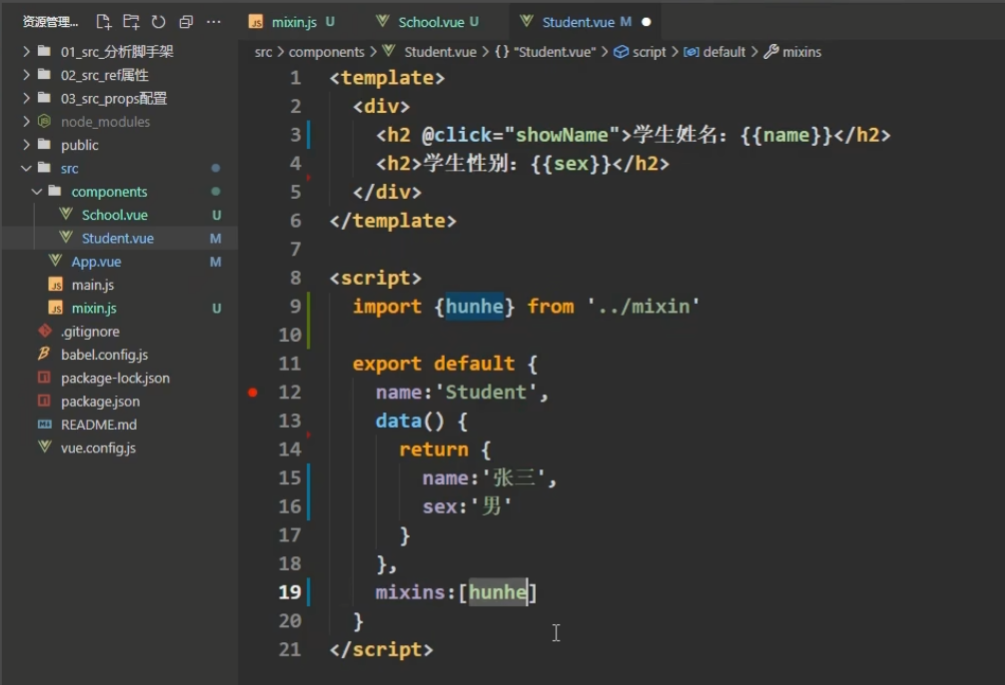 资源管理...
mixin.js U
School.vue U
Student.vue M
src > components > Student.vue > {} "Student.vue" > script > default > mixins
01_src_分析脚手架
02_src_ref属性
03_src_props配置
node_modules
public
src
components
School.vue U
Student.vue M
App.vue M
main.js
mixin.js U
.gitignore
babel.config.js
package-lock.json
package.json
README.md
vue.config.js
1 <template>
2 <div>
3 <h2 @click="showName">学生姓名：{{name}}</h2>
4 <h2>学生性别：{{sex}}</h2>
5 </div>
6 </template>
7
8 <script>
9 import {hunhe} from '../mixin'
10
11 export default {
12 name:'Student',
13 data() {
14 return {
15 name:'张三',
16 sex:'男'
17 }
18 },
19 mixins:[hunhe]
20 }
21 </script>